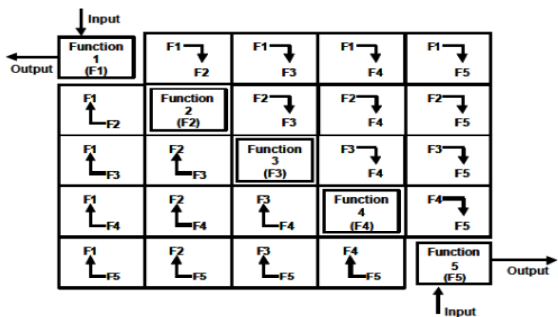 Input
Output
Function 1 (F1)
F1 F2
F1 F3
F1 F4
F1 F5
F1 F2
Function 2 (F2)
F2 F3
F2 F4
F2 F5
F1 F3
F2 F3
Function 3 (F3)
F3 F4
F3 F5
F1 F4
F2 F4
F3 F4
Function 4 (F4)
F4 F5
F1 F5
F2 F5
F3 F5
F4 F5
Function 5 (F5)
Output
Input